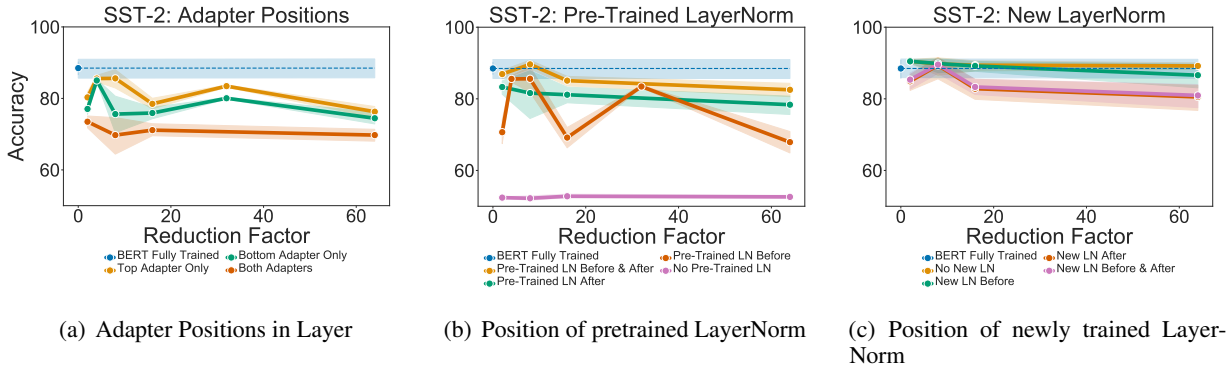 SST-2: Adapter Positions
100
80
60
Accuracy
0
20
40
60
Reduction Factor
BERT Fully Trained
Bottom Adapter Only
Top Adapter Only
Both Adapters
(a) Adapter Positions in Layer
SST-2: Pre-Trained LayerNorm
100
80
60
0
20
40
60
Reduction Factor
BERT Fully Trained
Pre-Trained LN Before
Pre-Trained LN Before & After
No Pre-Trained LN
Pre-Trained LN After
(b) Position of pretrained LayerNorm
SST-2: New LayerNorm
100
80
60
0
20
40
60
Reduction Factor
BERT Fully Trained
New LN After
No New LN
New LN Before & After
New LN Before
(c) Position of newly trained Layer-
Norm